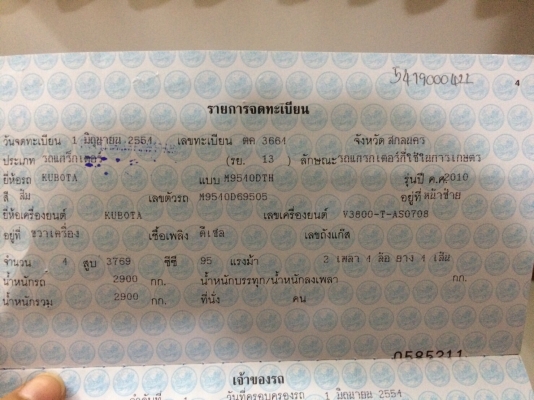 5419000422
4
รายการจดทะเบียน
วันจดทะเบียน 1 มิถุนายน 2554 เลขทะเบียน ตค 3664 จังหวัด สกลนคร
ประเภท รถแทรกเตอร์ (รย. 13 ) ลักษณะ รถแทรกเตอร์ที่ใช้ในการเกษตร
ยี่ห้อรถ KUBOTA แบบ M9540DTH รุ่นปี ค.ศ 2010
สี ส้ม เลขตัวรถ M9540D69505 อยู่ที่ หน้าซ้าย
ยี่ห้อเครื่องยนต์ KUBOTA เลขเครื่องยนต์ V3800-T-AS0708
อยู่ที่ ขวาเครื่อง เชื้อเพลิง ดีเซล เลขถังแก๊ส
จำนวน 4 สูบ 3769 ซีซี 95 แรงม้า 2 เพลา 4 ล้อ ยาง 4 เส้น
น้ำหนักรถ 2900 กก. น้ำหนักบรรทุก/น้ำหนักลงเพลา กก.
น้ำหนักรวม 2900 กก. ที่นั่ง คน
0585211
เจ้าของรถ
ลำดับที่ วันที่ครอบครองรถ 1 มิถุนายน 2554